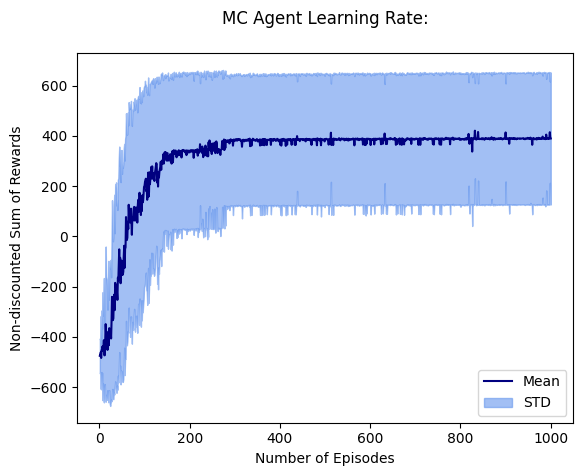 MC Agent Learning Rate:
Non-discounted Sum of Rewards
600
400
200
0
−200
−400
−600
0
200
400
600
800
1000
Number of Episodes
Mean
STD